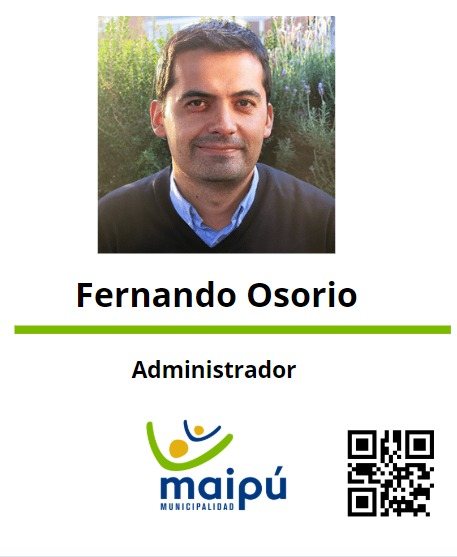 Fernando Osorio
Administrador
maipú
MUNICIPALIDAD